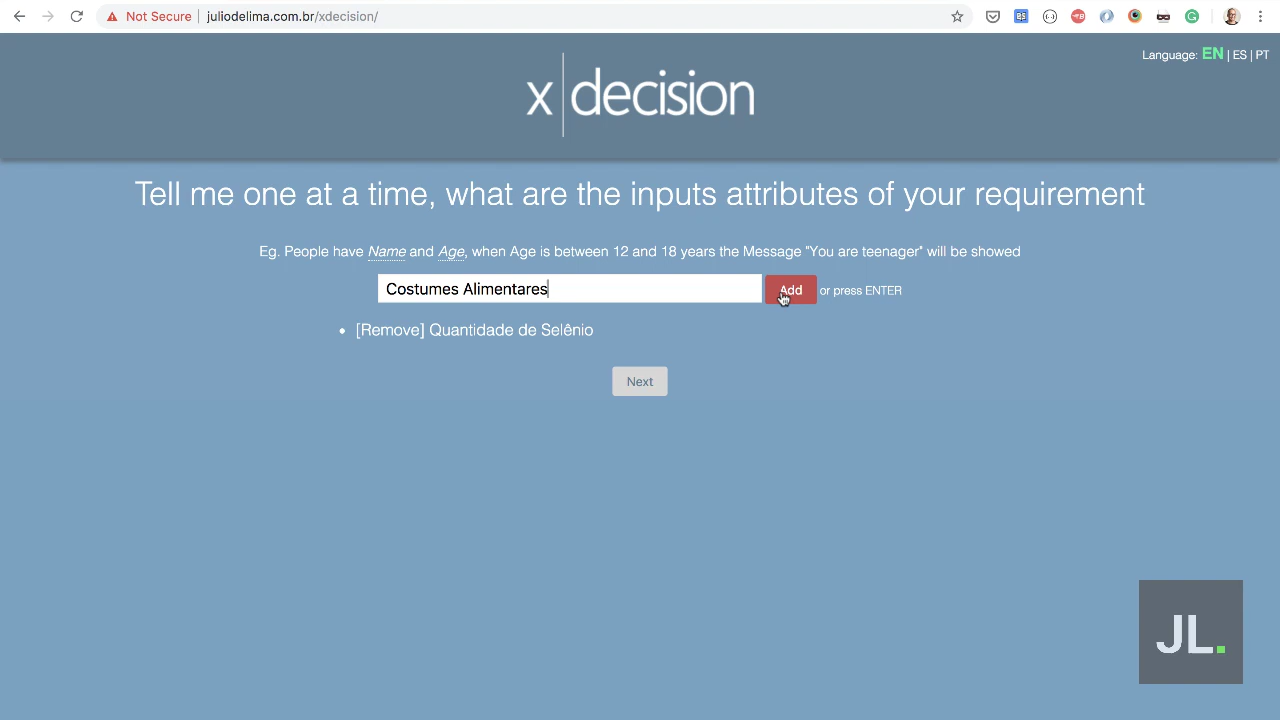 Not Secure | juliodelima.com.br/xdecision/
Language: EN | ES | PT
x|decision
Tell me one at a time, what are the inputs attributes of your requirement
Eg. People have Name and Age, when Age is between 12 and 18 years the Message "You are teenager" will be showed
Costumes Alimentares Add or press ENTER
• [Remove] Quantidade de Selênio
Next
JL.